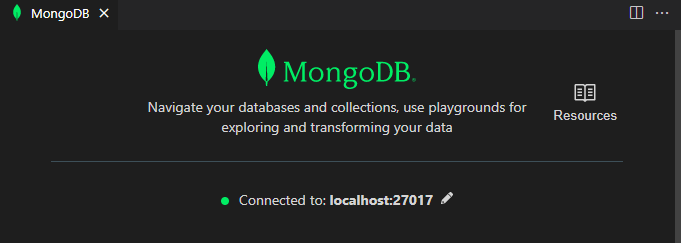 MongoDB
MongoDB®
Navigate your databases and collections, use playgrounds for
exploring and transforming your data
Resources
Connected to: localhost:27017